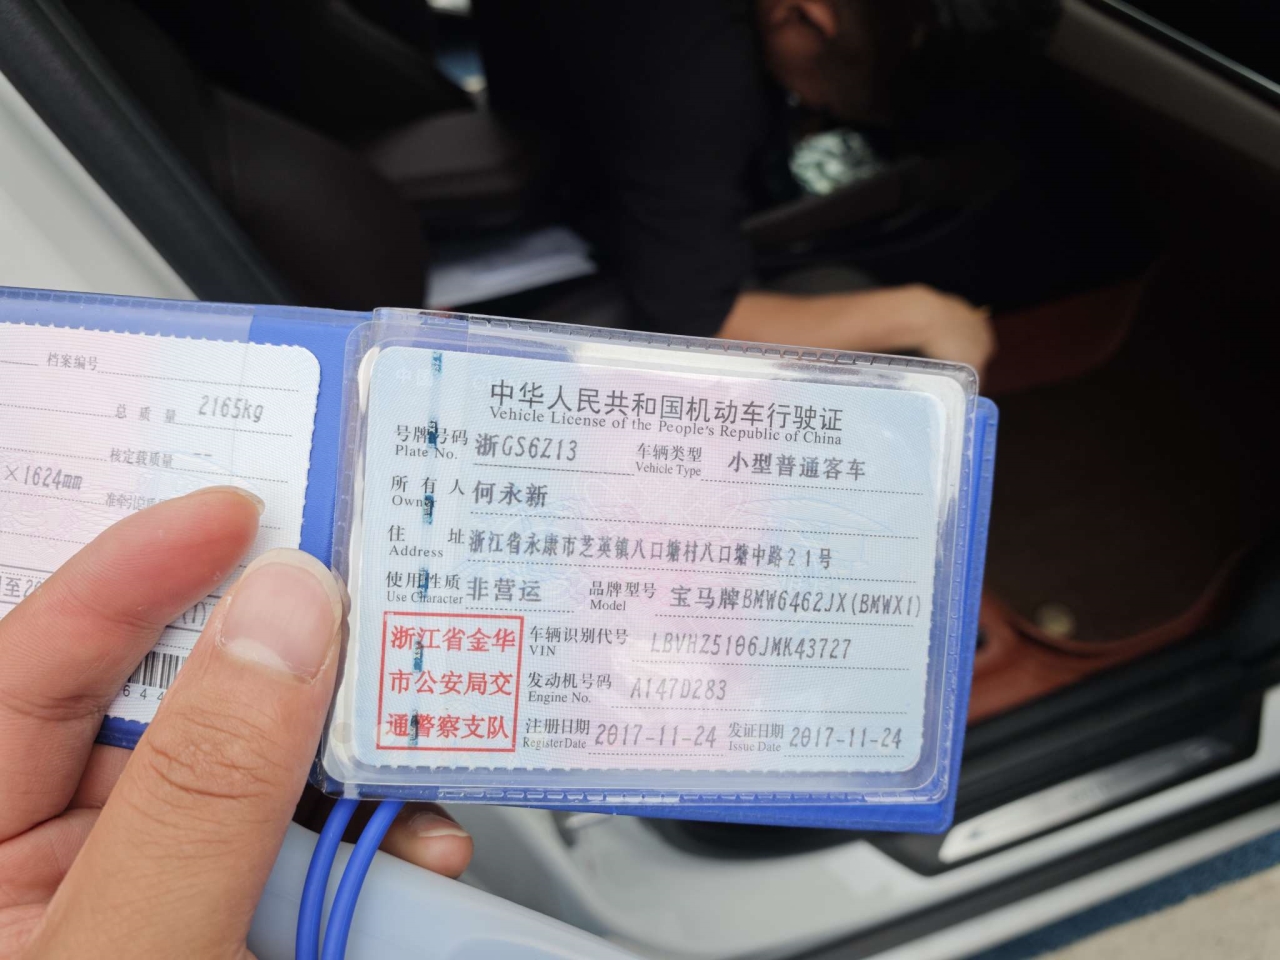 档案编号
总质量 2165kg
核定载质量 --
×1624mm
中华人民共和国机动车行驶证
Vehicle License of the People's Republic of China
号牌号码 浙GS6Z13 车辆类型 小型普通客车
Plate No. Vehicle Type
所有人 何永新
Owner
住址 浙江省永康市芝英镇八口塘村八口塘中路21号
Address
使用性质 非营运 品牌型号 宝马牌BMW6462JX(BMWX1)
Use Character Model
浙江省金华
市公安局交
通警察支队
车辆识别代号 LBVHZ5106JMK43727
VIN
发动机号码 A147D283
Engine No.
注册日期 2017-11-24 发证日期 2017-11-24
Register Date Issue Date